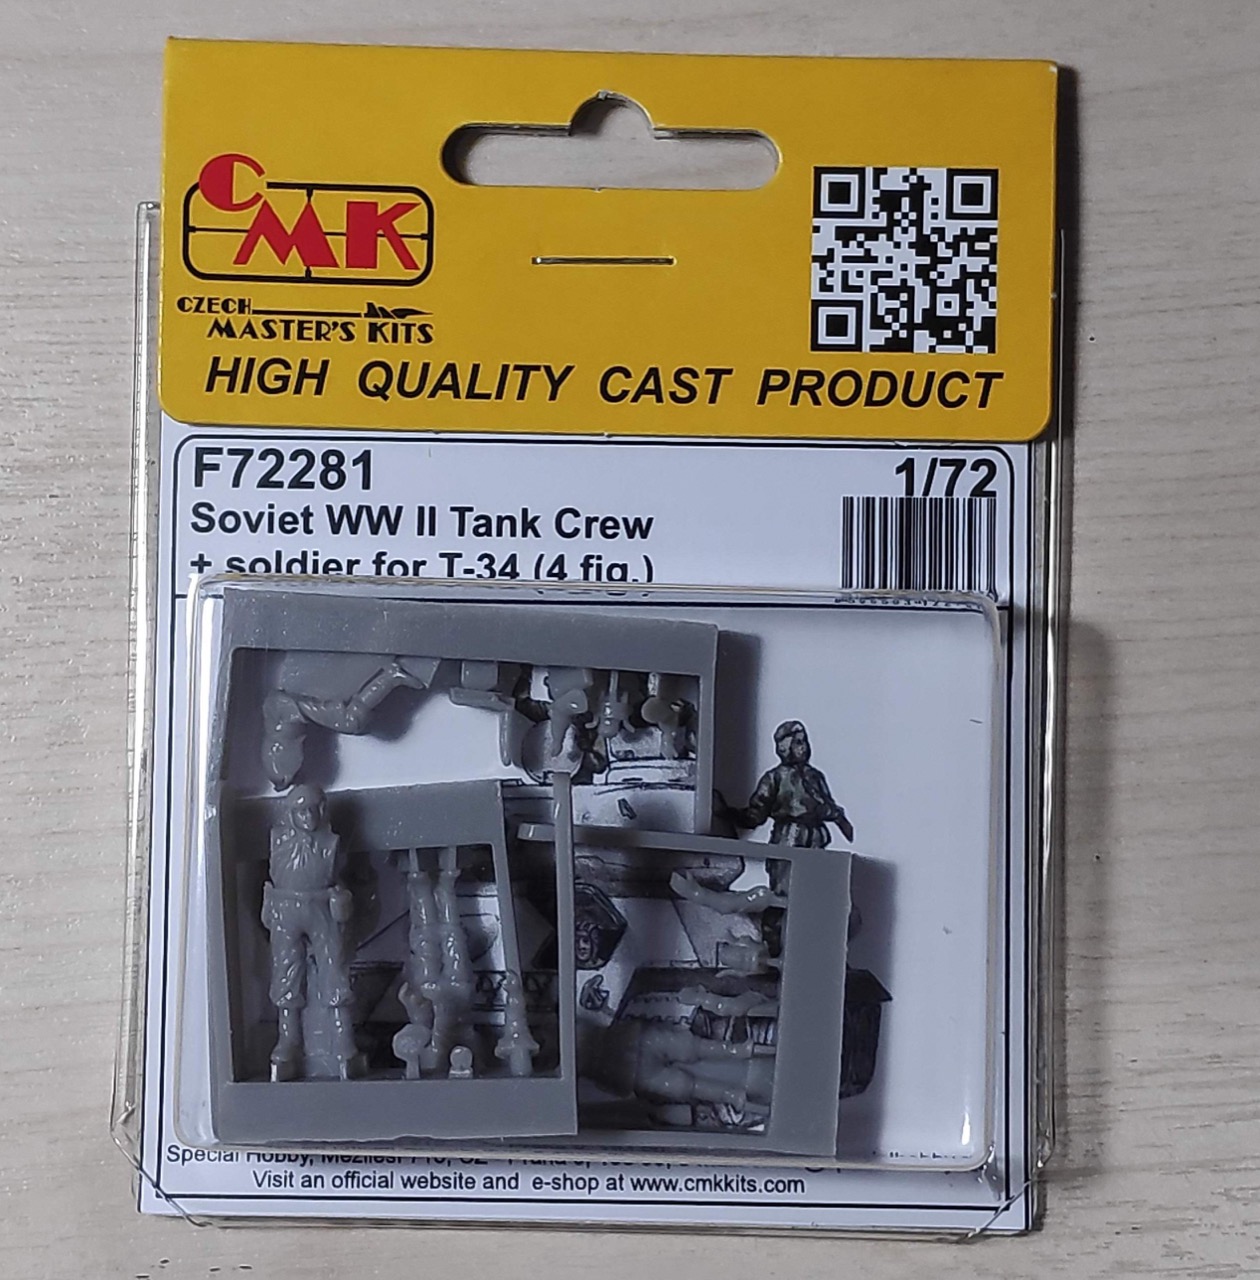 CMK
CZECH
MASTER'S KITS
HIGH QUALITY CAST PRODUCT
F72281
1/72
Soviet WW II Tank Crew
+ soldier for T-34 (4 fig.)
Special Hobby, Mezilesí
Visit an official website and e-shop at www.cmkkits.com